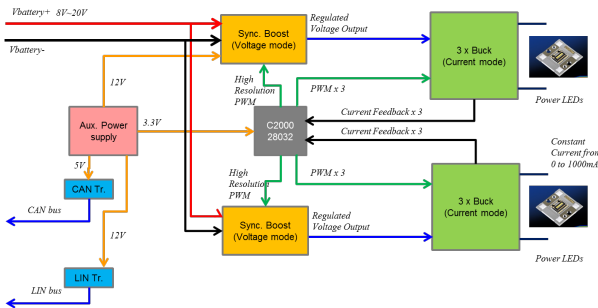 Vbattery+ 8V–20V
Vbattery-
Sync. Boost
(Voltage mode)
Regulated
Voltage Output
3 x Buck
(Current mode)
Power LEDs
12V
High
Resolution
PWM
PWM x 3
Current Feedback x 3
Aux. Power
supply
3.3V
C2000
28032
Current Feedback x 3
5V
CAN Tr.
CAN bus
High
Resolution
PWM
PWM x 3
3 x Buck
(Current mode)
Constant
Current from
0 to 1000mA
12V
Sync. Boost
(Voltage mode)
Regulated
Voltage Output
Power LEDs
LIN Tr.
LIN bus